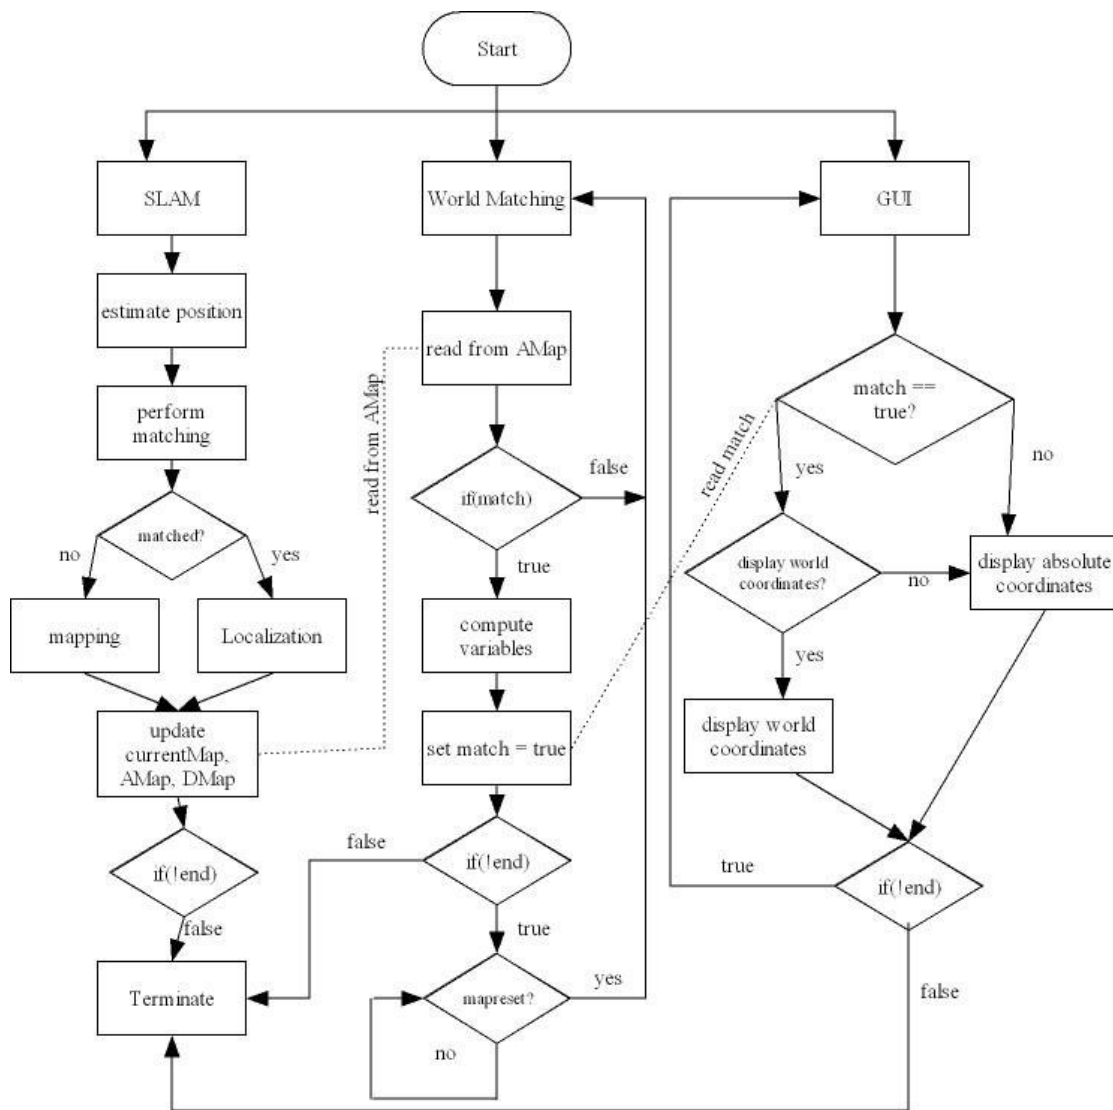 Start
SLAM
World Matching
GUI
estimate position
read from AMap
read from AMap
perform
matching
match ==
true?
read match
yes
no
if(match)
false
true
matched?
no
yes
display world
coordinates?
no
display absolute
coordinates
yes
mapping
Localization
compute
variables
update
currentMap,
AMap, DMap
set match = true
display world
coordinates
if(!end)
false
if(!end)
false
true
if(!end)
true
false
Terminate
mapreset?
yes
no